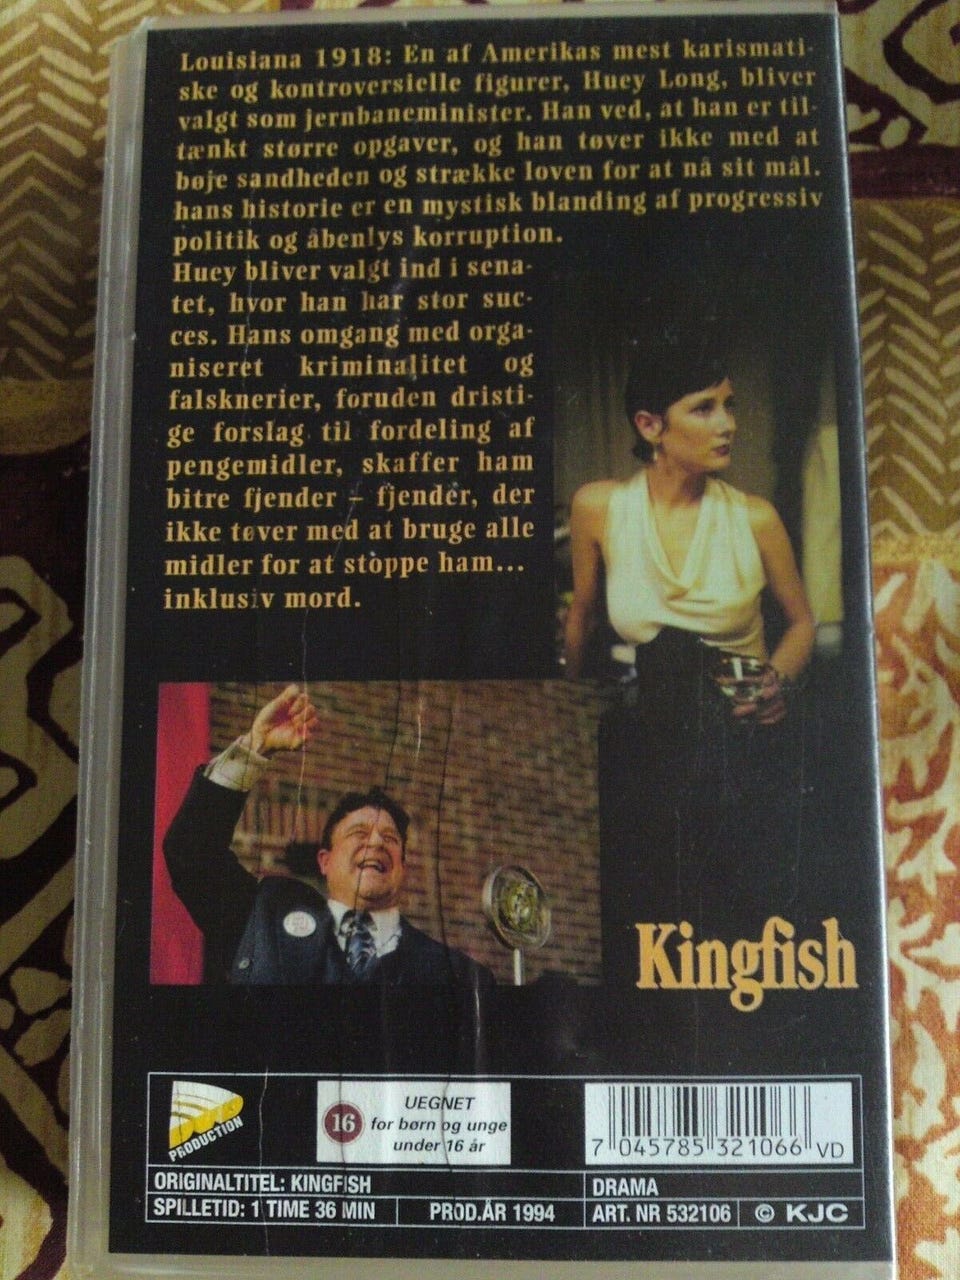 Louisiana 1918: En af Amerikas mest karismati-
ske og kontroversielle figurer, Huey Long, bliver
valgt som jernbaneminister. Han ved, at han er til-
tænkt større opgaver, og han tøver ikke med at
bøje sandheden og strække loven for at nå sit mål.
hans historie er en mystisk blanding af progressiv
politik og åbenlys korruption.
Huey bliver valgt ind i sena-
tet, hvor han har stor suc-
ces. Hans omgang med orga-
niseret kriminalitet og
falsknerier, foruden dristi-
ge forslag til fordeling af
pengemidler, skaffer ham
bitre fjender – fjender, der
ikke tøver med at bruge alle
midler for at stoppe ham...
inklusiv mord.
Kingfish
PRODUCTION
16
UEGNET
for børn og unge
under 16 år
7 045785 321066 VD
ORIGINALTITEL: KINGFISH
DRAMA
SPILLETID: 1 TIME 36 MIN
PROD.ÅR 1994
ART. NR 532106
© KJC